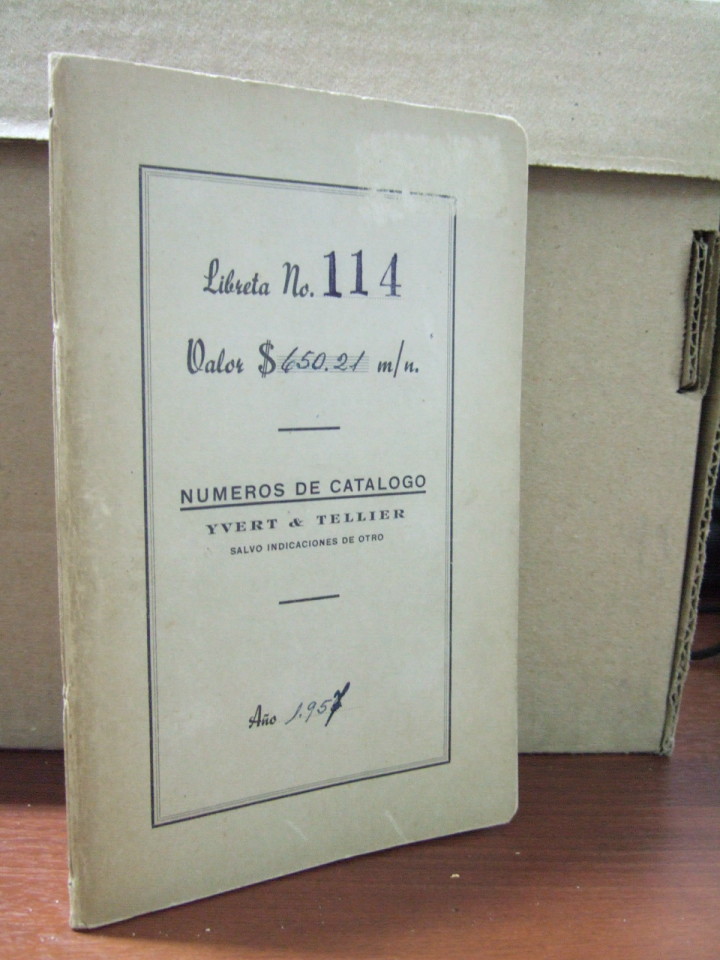 Libreta No. 114
Valor $650.21 m/n.
NUMEROS DE CATALOGO
YVERT & TELLIER
SALVO INDICACIONES DE OTRO
Año 1.957